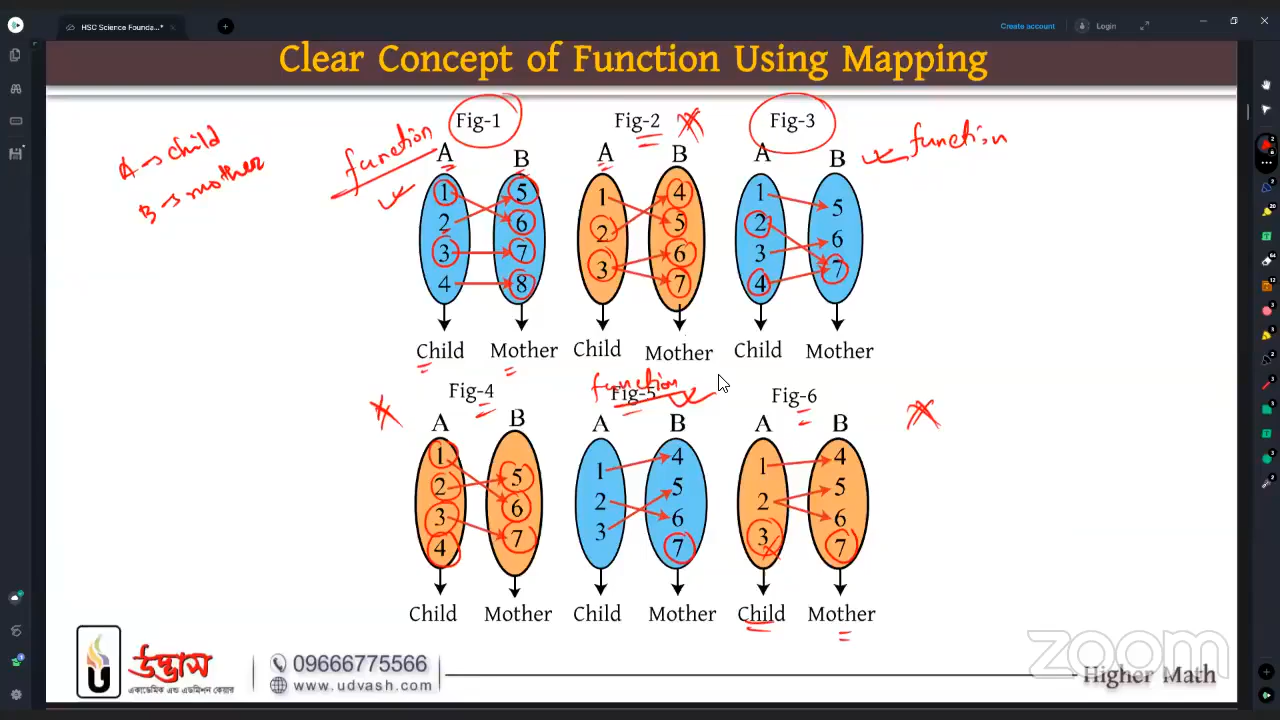 HSC Science Founda...*
Create account
Login
Clear Concept of Function Using Mapping
A → child
B → mother
Fig-1
function
A B
1 5
2 6
3 7
4 8
Child Mother
Fig-2
A B
1 4
2 5
3 6
7
Child Mother
Fig-3
function
A B
1 5
2 6
3 7
4
Child Mother
Fig-4
A B
1 5
2 6
3 7
4
Child Mother
function
Fig-5
A B
1 4
2 5
3 6
7
Child Mother
Fig-6
A B
1 4
2 5
3 6
7
Child Mother
উদ্ভাস
একাডেমিক এন্ড এডমিশন কেয়ার
09666775566
www.udvash.com
zoom
Higher Math